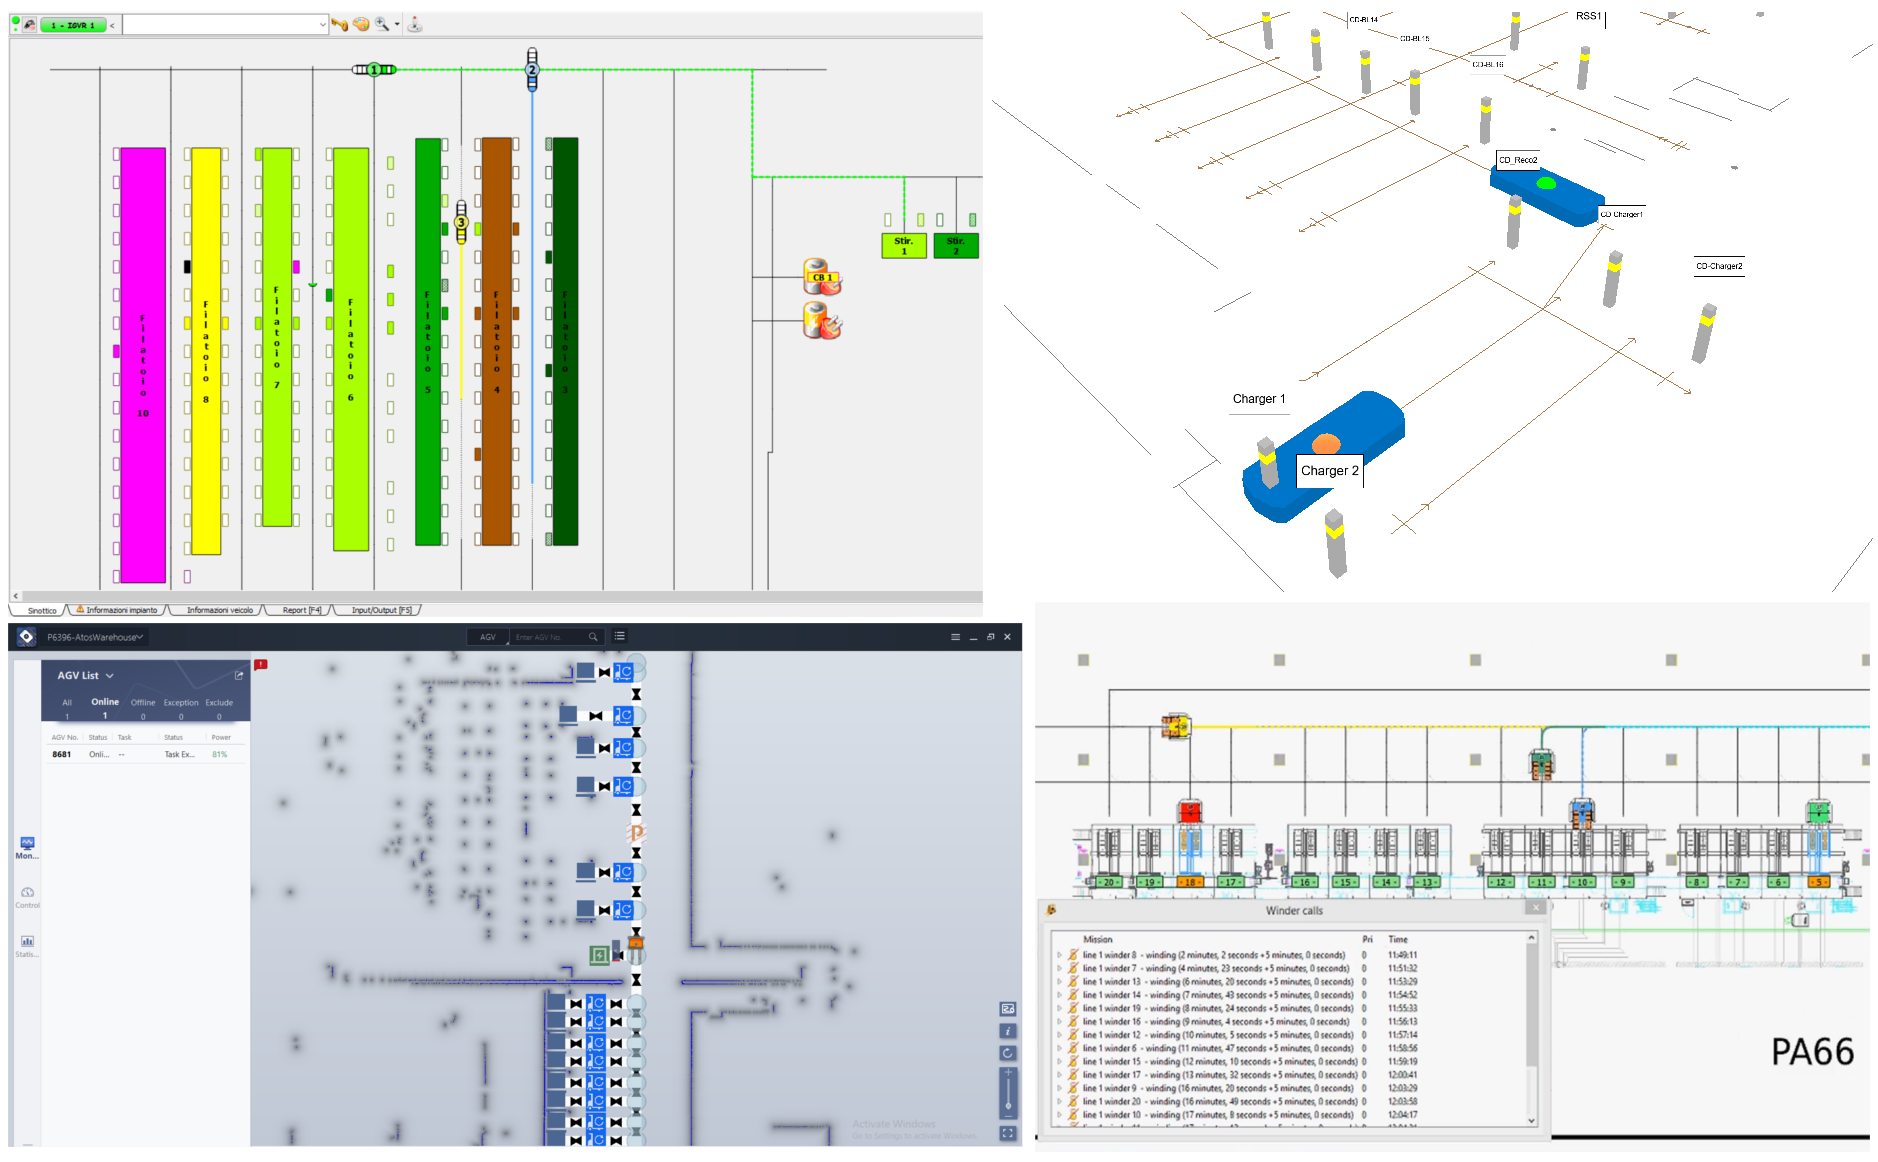 1 - IGVR 1
<
1
2
3
Filatoio 10
Filatoio 8
Filatoio 7
Filatoio 6
Filatoio 5
Filatoio 4
Filatoio 3
Stir. 1
Stir. 2
CB 1
Sinottico
Informazioni impianto
Informazioni veicolo
Report [F4]
Input/Output [F5]
CD-BL14
RSS1
CD-BL15
CD-BL16
CD_Reco2
CD-Charger1
CD-Charger2
Charger 1
Charger 2
P6396-AtosWarehouse
AGV
Enter AGV No.
AGV List
All Online Offline Exception Exclude
1 1 0 0 0
AGV No. Status Task Status Power
8681 Onli... -- Task Ex... 81%
Mon...
Control
Statis...
P
Activate Windows
Go to Settings to activate Windows.
- 20 - - 19 - - 18 - - 17 - - 16 - - 15 - - 14 - - 13 - - 12 - - 11 - - 10 - - 9 - - 8 - - 7 - - 6 - - 5 -
Winder calls
Mission Pri Time
line 1 winder 8 - winding (2 minutes, 2 seconds +5 minutes, 0 seconds) 0 11:49:11
line 1 winder 7 - winding (4 minutes, 23 seconds +5 minutes, 0 seconds) 0 11:51:32
line 1 winder 13 - winding (6 minutes, 20 seconds +5 minutes, 0 seconds) 0 11:53:29
line 1 winder 14 - winding (7 minutes, 43 seconds +5 minutes, 0 seconds) 0 11:54:52
line 1 winder 19 - winding (8 minutes, 24 seconds +5 minutes, 0 seconds) 0 11:55:33
line 1 winder 16 - winding (9 minutes, 4 seconds +5 minutes, 0 seconds) 0 11:56:13
line 1 winder 12 - winding (10 minutes, 5 seconds +5 minutes, 0 seconds) 0 11:57:14
line 1 winder 6 - winding (11 minutes, 47 seconds +5 minutes, 0 seconds) 0 11:58:56
line 1 winder 15 - winding (12 minutes, 10 seconds +5 minutes, 0 seconds) 0 11:59:19
line 1 winder 17 - winding (13 minutes, 32 seconds +5 minutes, 0 seconds) 0 12:00:41
line 1 winder 9 - winding (16 minutes, 20 seconds +5 minutes, 0 seconds) 0 12:03:29
line 1 winder 20 - winding (16 minutes, 49 seconds +5 minutes, 0 seconds) 0 12:03:58
line 1 winder 10 - winding (17 minutes, 8 seconds +5 minutes, 0 seconds) 0 12:04:17
PA66